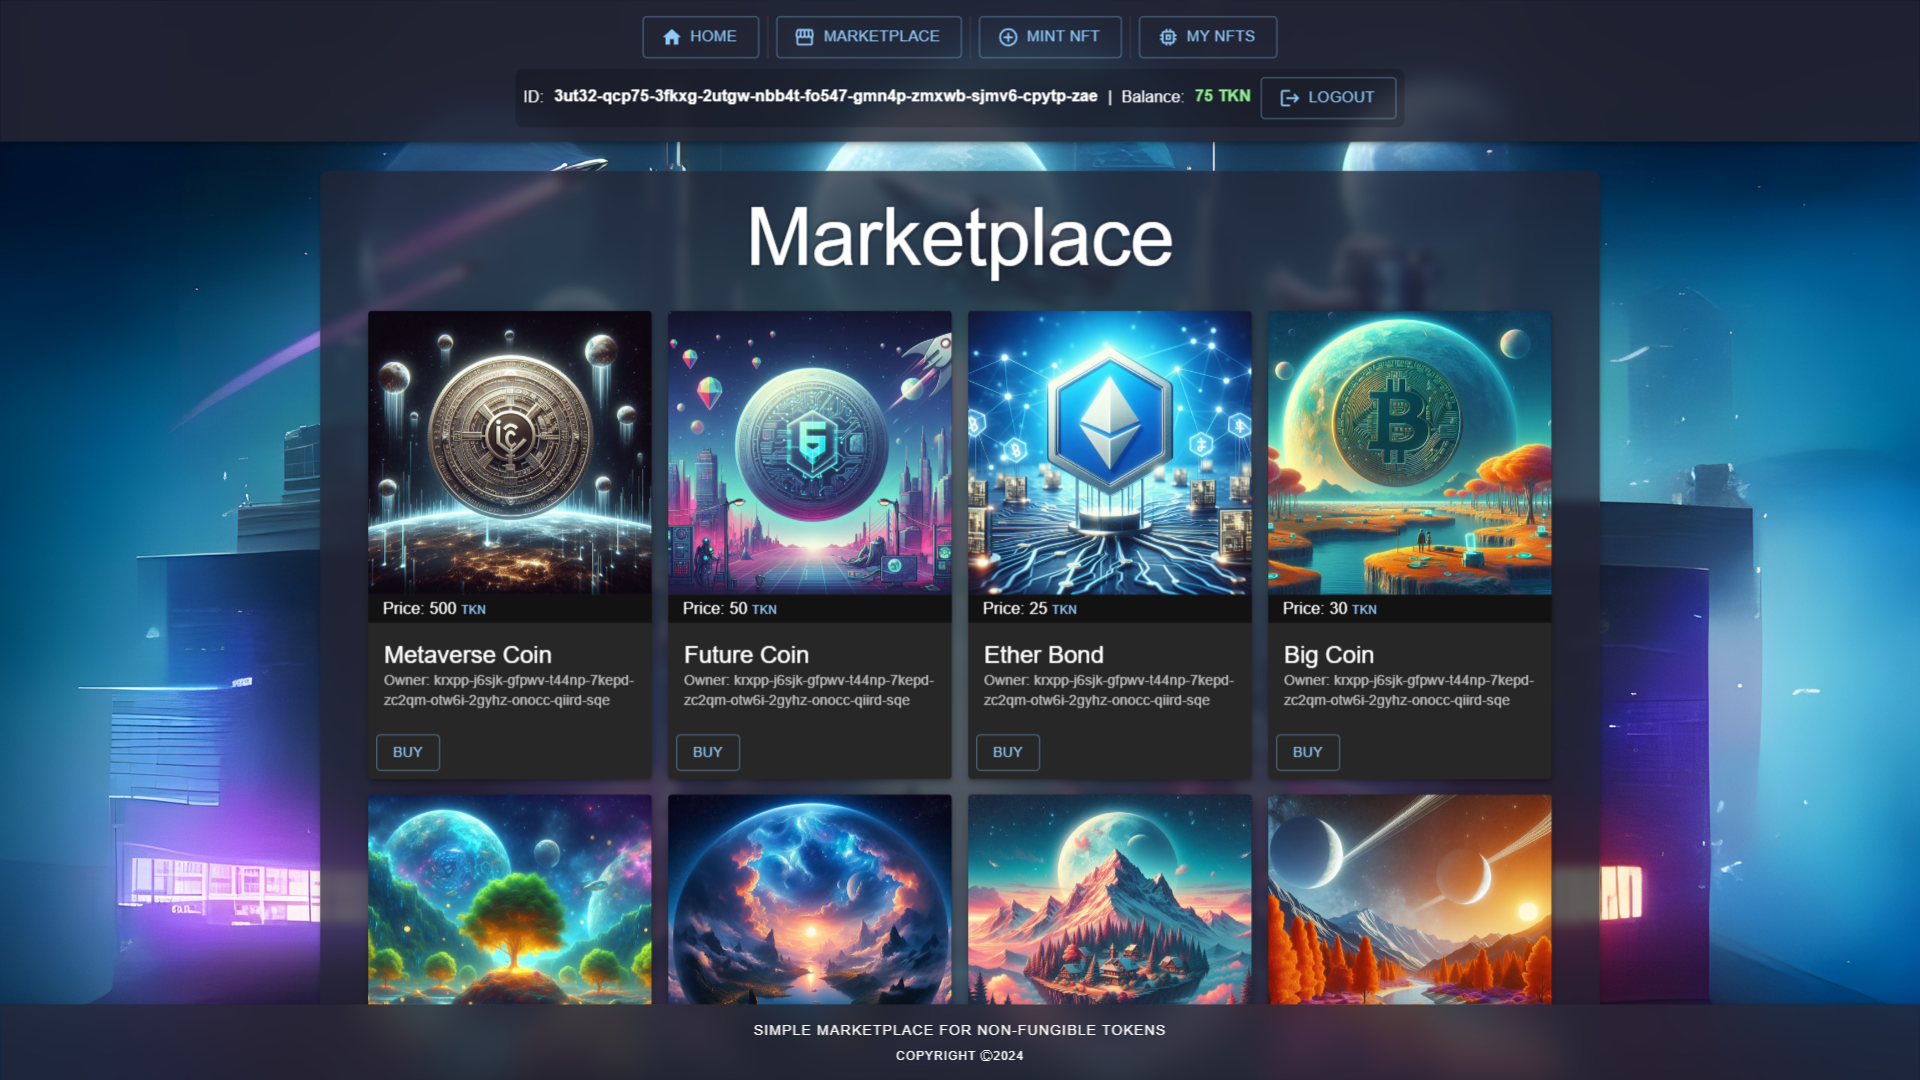 HOME MARKETPLACE MINT NFT MY NFTS
ID: 3ut32-qcp75-3fkxg-2utgw-nbb4t-fo547-gmn4p-zmxwb-sjmv6-cpytp-zae | Balance: 75 TKN LOGOUT
Marketplace
Price: 500 TKN
Metaverse Coin
Owner: krxpp-j6sjk-gfpwv-t44np-7kepd-
zc2qm-otw6i-2gyhz-onocc-qiird-sqe
BUY
Price: 50 TKN
Future Coin
Owner: krxpp-j6sjk-gfpwv-t44np-7kepd-
zc2qm-otw6i-2gyhz-onocc-qiird-sqe
BUY
Price: 25 TKN
Ether Bond
Owner: krxpp-j6sjk-gfpwv-t44np-7kepd-
zc2qm-otw6i-2gyhz-onocc-qiird-sqe
BUY
Price: 30 TKN
Big Coin
Owner: krxpp-j6sjk-gfpwv-t44np-7kepd-
zc2qm-otw6i-2gyhz-onocc-qiird-sqe
BUY
SIMPLE MARKETPLACE FOR NON-FUNGIBLE TOKENS
COPYRIGHT ©2024